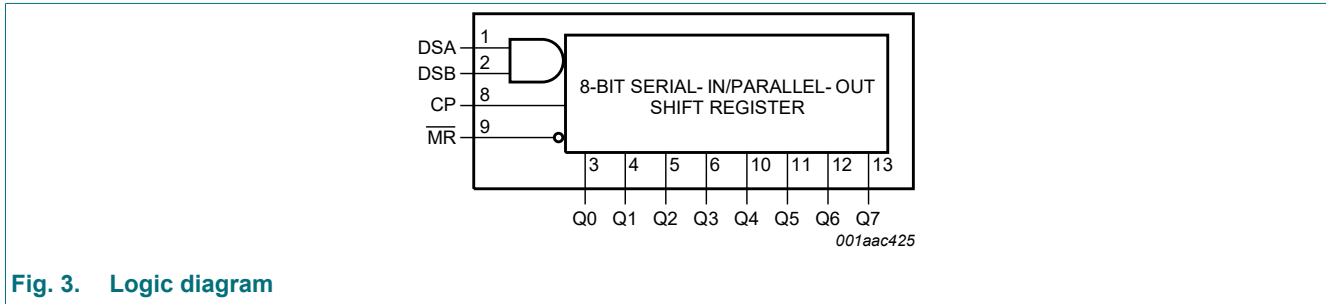 DSA 1
DSB 2
8-BIT SERIAL- IN/PARALLEL- OUT
SHIFT REGISTER
CP 8
MR 9
3 4 5 6 10 11 12 13
Q0 Q1 Q2 Q3 Q4 Q5 Q6 Q7
001aac425
Fig. 3. Logic diagram